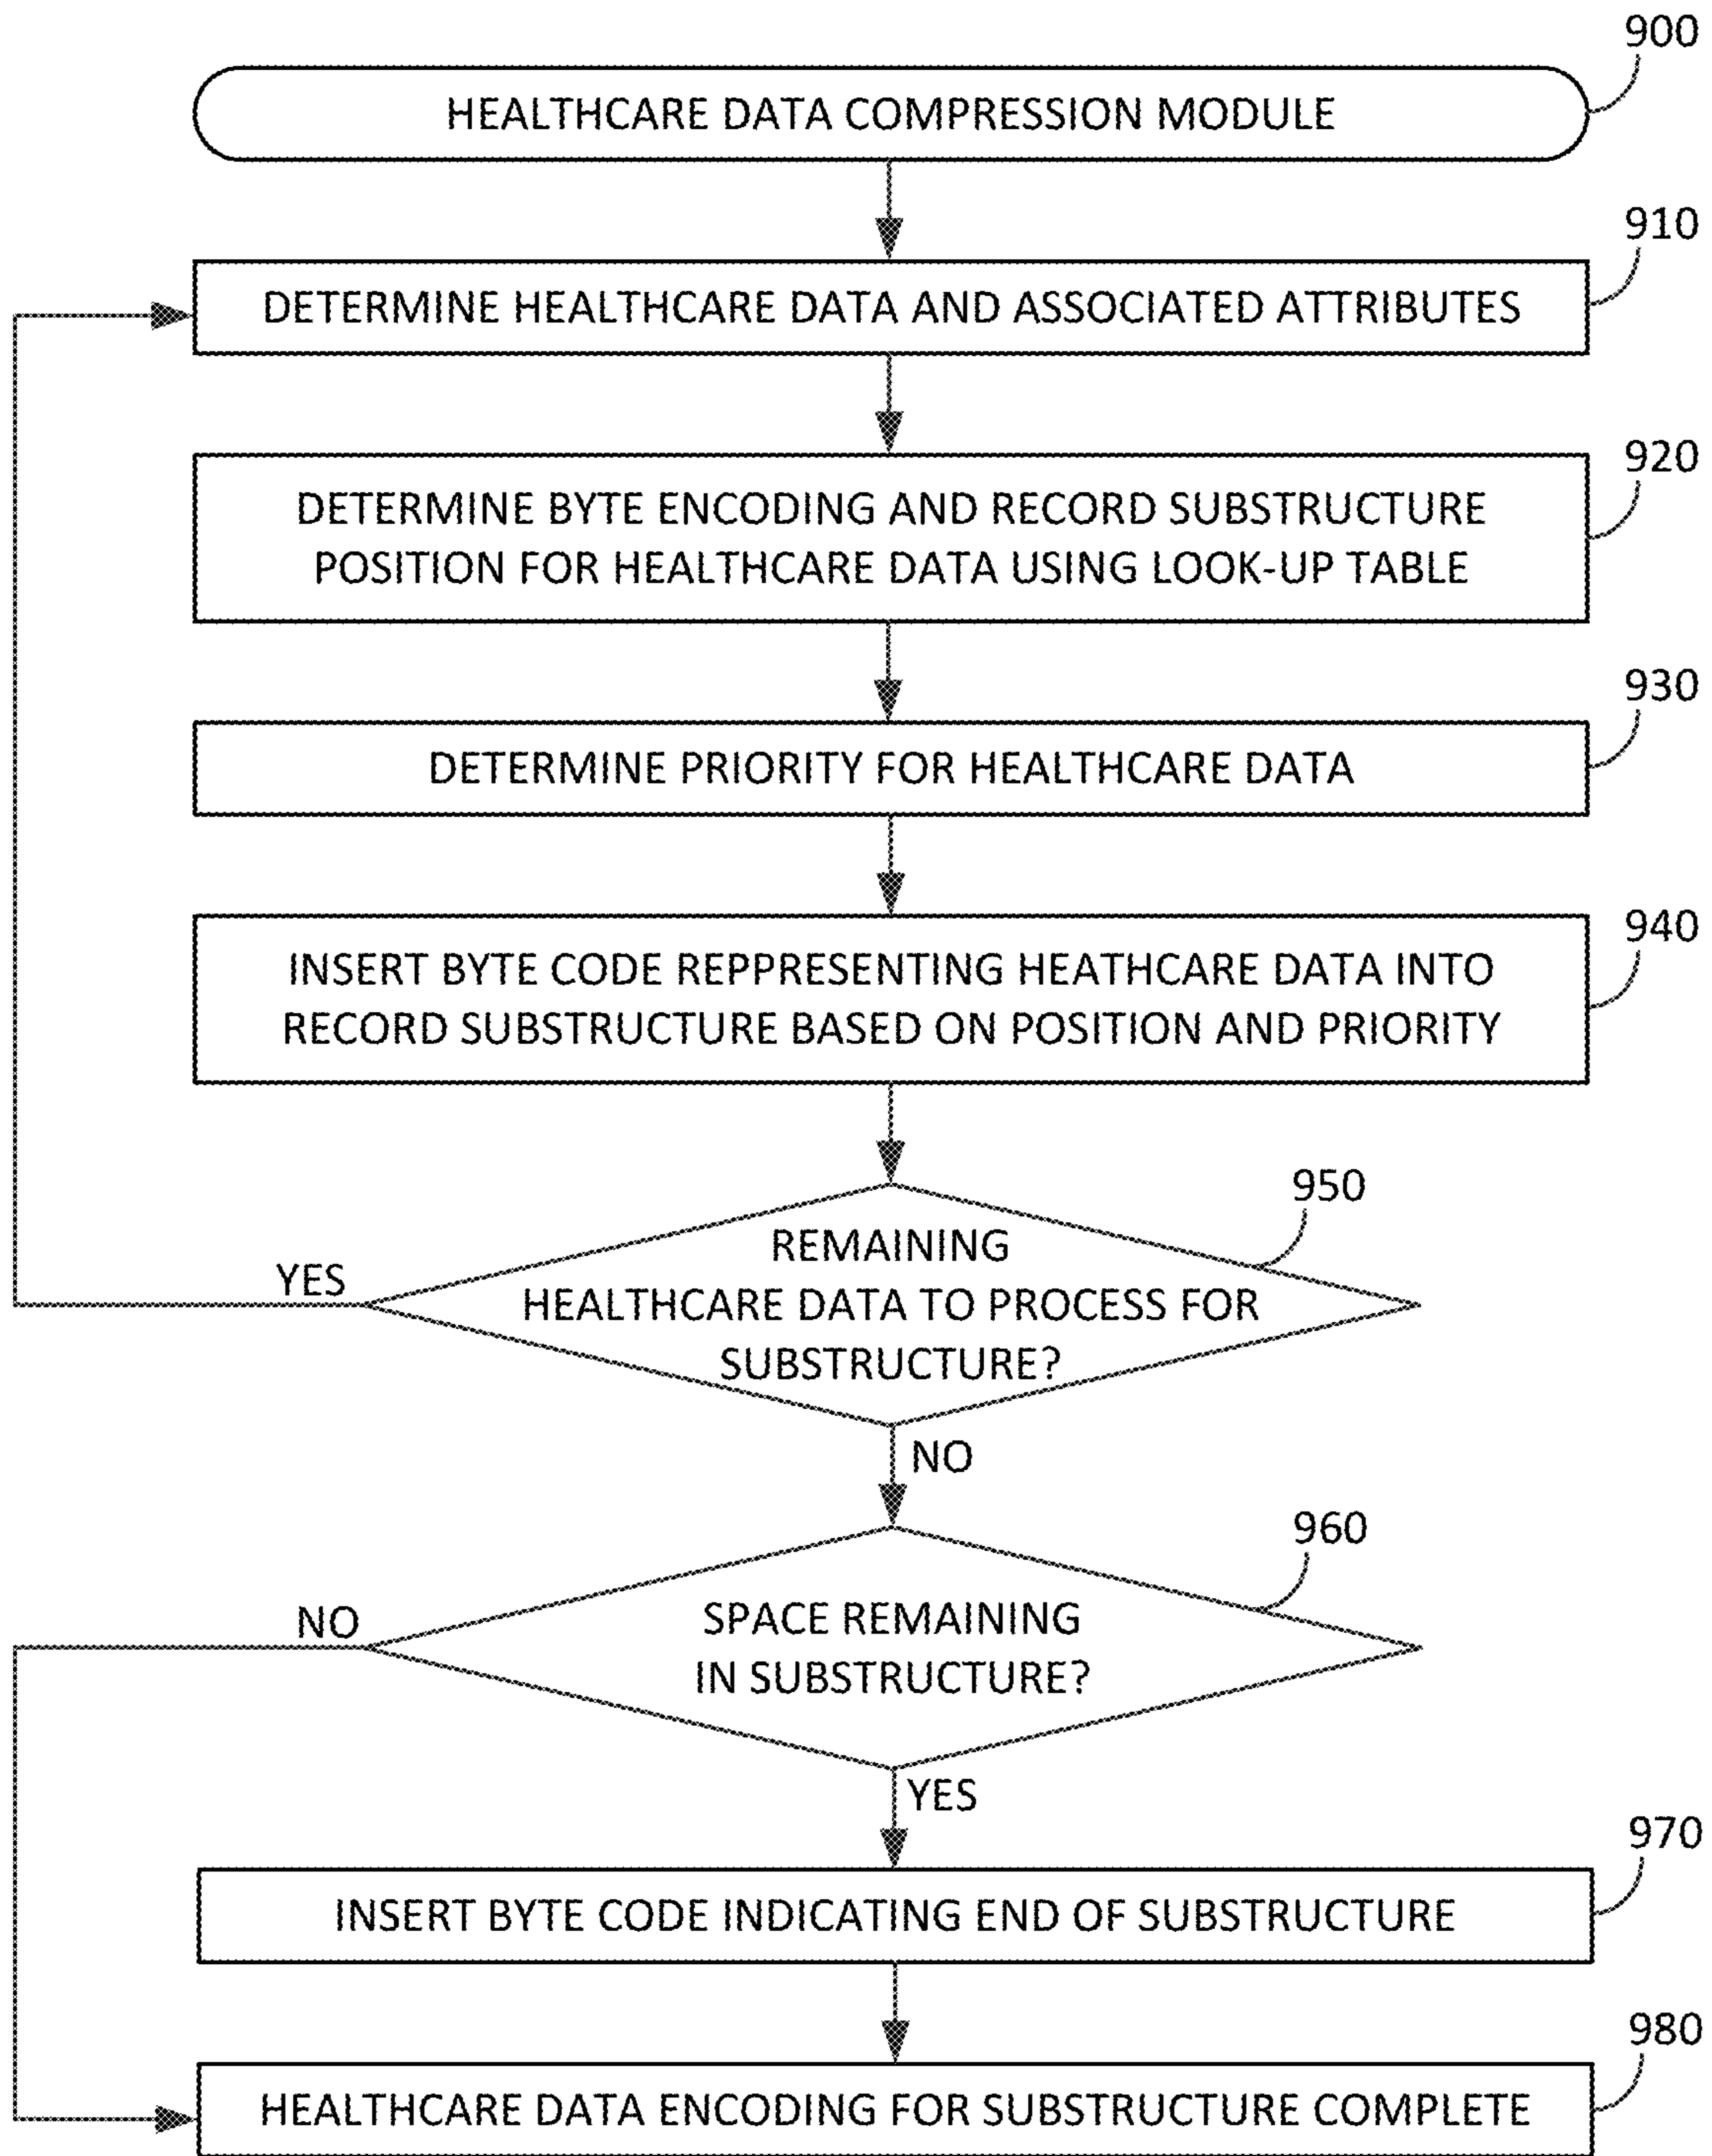 900
HEALTHCARE DATA COMPRESSION MODULE
910
DETERMINE HEALTHCARE DATA AND ASSOCIATED ATTRIBUTES
920
DETERMINE BYTE ENCODING AND RECORD SUBSTRUCTURE
POSITION FOR HEALTHCARE DATA USING LOOK-UP TABLE
930
DETERMINE PRIORITY FOR HEALTHCARE DATA
940
INSERT BYTE CODE REPPRESENTING HEATHCARE DATA INTO
RECORD SUBSTRUCTURE BASED ON POSITION AND PRIORITY
950
REMAINING
YES
HEALTHCARE DATA TO PROCESS FOR
SUBSTRUCTURE?
NO
960
NO
SPACE REMAINING
IN SUBSTRUCTURE?
YES
970
INSERT BYTE CODE INDICATING END OF SUBSTRUCTURE
980
HEALTHCARE DATA ENCODING FOR SUBSTRUCTURE COMPLETE